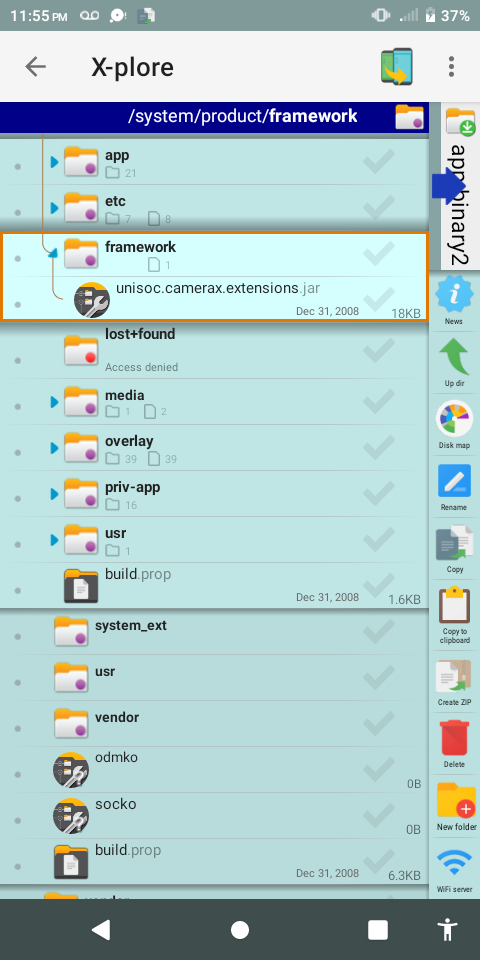 11:55 PM
37%
X-plore
/system/product/framework
app
21
etc
7 8
framework
1
unisoc.camerax.extensions.jar
Dec 31, 2008 18KB
lost+found
Access denied
media
1 2
overlay
39 39
priv-app
16
usr
1
build.prop
Dec 31, 2008 1.6KB
system_ext
usr
vendor
odmko
0B
socko
0B
build.prop
Dec 31, 2008 6.3KB
News
Up dir
Disk map
Rename
Copy
Copy to
clipboard
Create ZIP
Delete
New folder
WiFi server